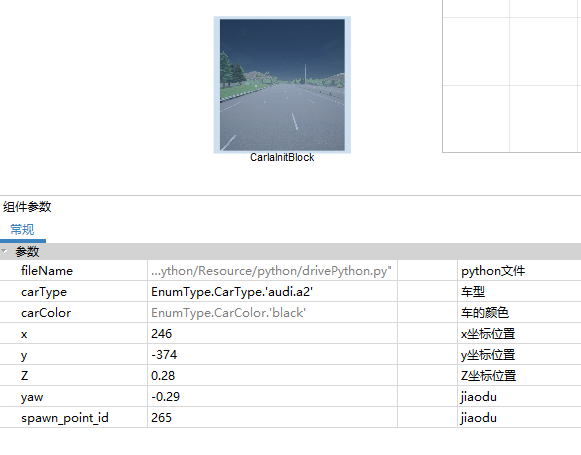 CarlaInitBlock
组件参数
常规
参数
fileName ...ython/Resource/python/drivePython.py" python文件
carType EnumType.CarType.'audi.a2' 车型
carColor EnumType.CarColor.'black' 车的颜色
x 246 x坐标位置
y -374 y坐标位置
Z 0.28 Z坐标位置
yaw -0.29 jiaodu
spawn_point_id 265 jiaodu